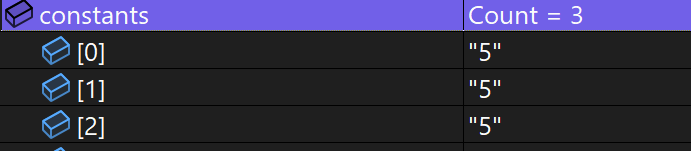 constants Count = 3
[0] "5"
[1] "5"
[2] "5"